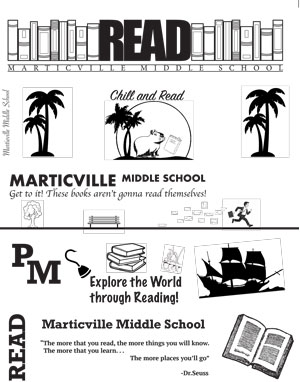 READ
MARTICVILLE MIDDLE SCHOOL
Marticville Middle School
Chill and Read
MARTICVILLE MIDDLE SCHOOL
Get to it! These books aren't gonna read themselves!
PM
Explore the World
through Reading!
READ
Marticville Middle School
"The more that you read, the more things you will know.
The more that you learn. . .
The more places you'll go"
-Dr.Seuss